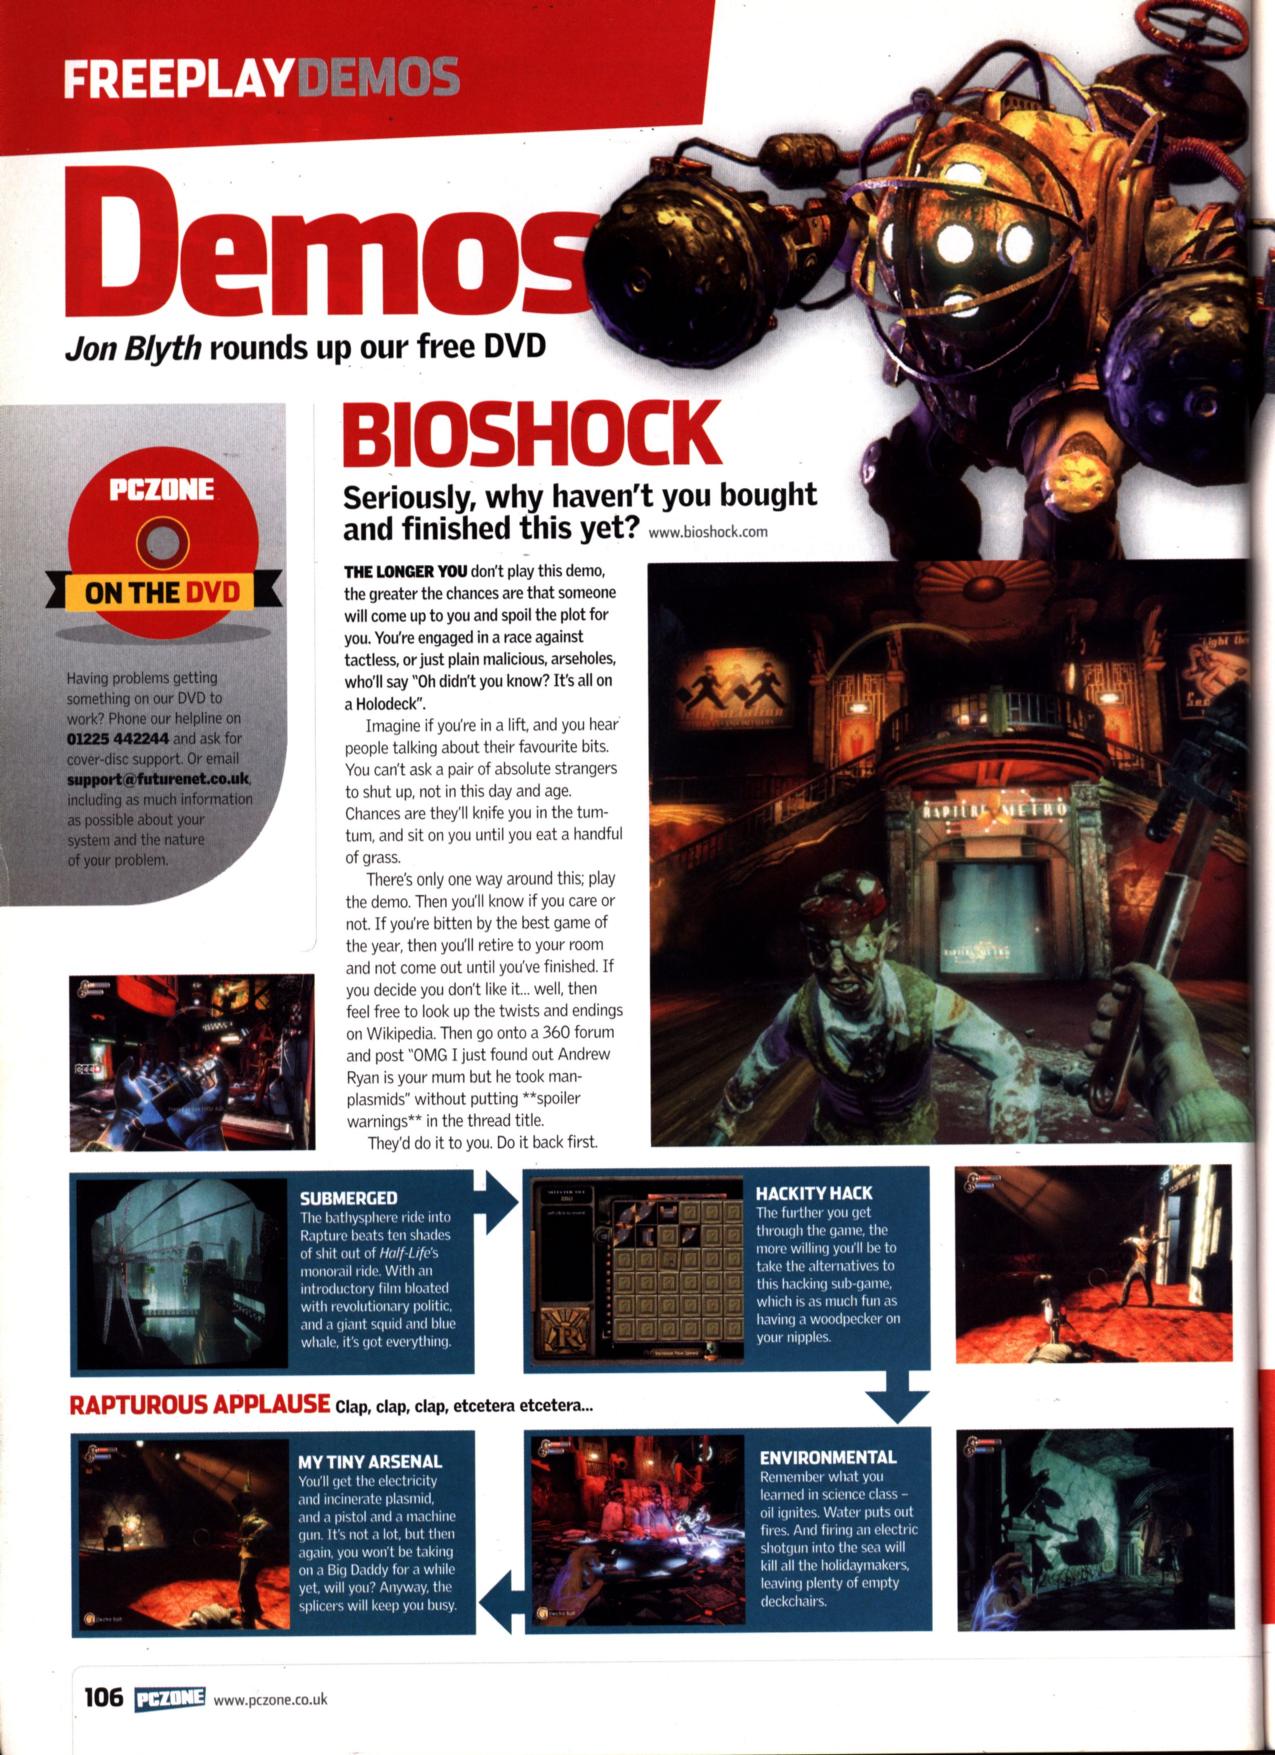 FREEPLAYDEMOS
Demos
Jon Blyth rounds up our free DVD
PCZONE
ON THE DVD
Having problems getting
something on our DVD to
work? Phone our helpline on
01225 442244 and ask for
cover-disc support. Or email
support@futurenet.co.uk,
including as much information
as possible about your
system and the nature
of your problem.
BIOSHOCK
Seriously, why haven't you bought
and finished this yet? www.bioshock.com
THE LONGER YOU don't play this demo,
the greater the chances are that someone
will come up to you and spoil the plot for
you. You're engaged in a race against
tactless, or just plain malicious, arseholes,
who'll say "Oh didn't you know? It's all on
a Holodeck".
Imagine if you're in a lift, and you hear
people talking about their favourite bits.
You can't ask a pair of absolute strangers
to shut up, not in this day and age.
Chances are they'll knife you in the tum-
tum, and sit on you until you eat a handful
of grass.
There's only one way around this; play
the demo. Then you'll know if you care or
not. If you're bitten by the best game of
the year, then you'll retire to your room
and not come out until you've finished. If
you decide you don't like it... well, then
feel free to look up the twists and endings
on Wikipedia. Then go onto a 360 forum
and post "OMG I just found out Andrew
Ryan is your mum but he took man-
plasmids" without putting **spoiler
warnings** in the thread title.
They'd do it to you. Do it back first.
RAPTURE METRO
RAPTURE METRO
SUBMERGED
The bathysphere ride into
Rapture beats ten shades
of shit out of Half-Life's
monorail ride. With an
introductory film bloated
with revolutionary politic,
and a giant squid and blue
whale, it's got everything.
HACKITY HACK
The further you get
through the game, the
more willing you'll be to
take the alternatives to
this hacking sub-game,
which is as much fun as
having a woodpecker on
your nipples.
RAPTUROUS APPLAUSE Clap, clap, clap, etcetera etcetera...
MY TINY ARSENAL
You'll get the electricity
and incinerate plasmid,
and a pistol and a machine
gun. It's not a lot, but then
again, you won't be taking
on a Big Daddy for a while
yet, will you? Anyway, the
splicers will keep you busy.
Electro Bolt
ENVIRONMENTAL
Remember what you
learned in science class –
oil ignites. Water puts out
fires. And firing an electric
shotgun into the sea will
kill all the holidaymakers,
leaving plenty of empty
deckchairs.
Electro Bolt
106 PCZONE www.pczone.co.uk